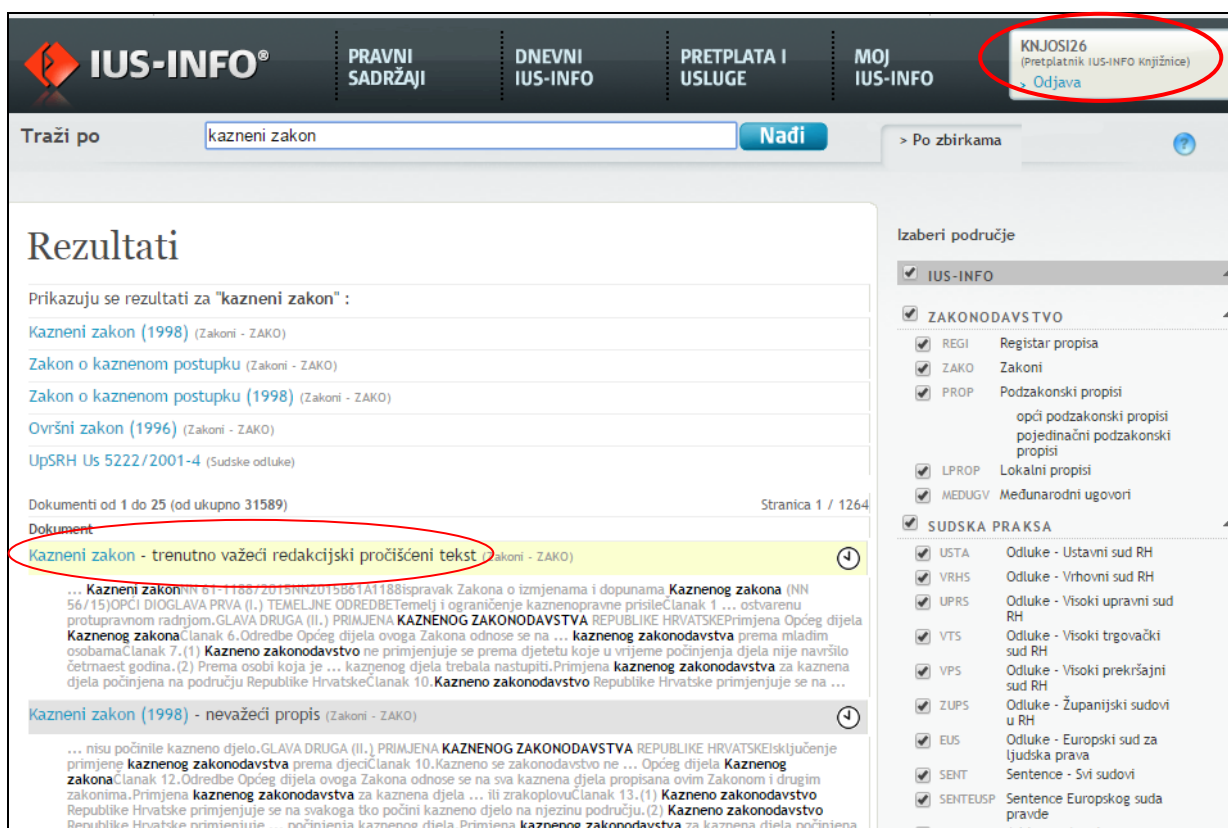 IUS-INFO®
PRAVNI
SADRŽAJI
DNEVNI
IUS-INFO
PRETPLATA I
USLUGE
MOJ
IUS-INFO
KNJOSI26
(Pretplatnik IUS-INFO Knjižnice)
> Odjava
Traži po
kazneni zakon
Nađi
> Po zbirkama
?
Rezultati
Prikazuju se rezultati za "kazneni zakon" :
Kazneni zakon (1998) (Zakoni - ZAKO)
Zakon o kaznenom postupku (Zakoni - ZAKO)
Zakon o kaznenom postupku (1998) (Zakoni - ZAKO)
Ovršni zakon (1996) (Zakoni - ZAKO)
UpSRH Us 5222/2001-4 (Sudske odluke)
Dokumenti od 1 do 25 (od ukupno 31589)
Stranica 1 / 1264
Dokument
Kazneni zakon - trenutno važeći redakcijski pročišćeni tekst (Zakoni - ZAKO)
... Kazneni zakonNN 61-1188/2015NN2015B61A1188ispravak Zakona o izmjenama i dopunama Kaznenog zakona (NN
56/15)OPĆI DIOGLAVA PRVA (I.) TEMELJNE ODREDBETemelj i ograničenje kaznenopravne prisileČlanak 1 ... ostvarenu
protupravnom radnjom.GLAVA DRUGA (II.) PRIMJENA KAZNENOG ZAKONODAVSTVA REPUBLIKE HRVATSKEPrimjena Općeg dijela
Kaznenog zakonaČlanak 6.Odredbe Općeg dijela ovoga Zakona odnose se na ... kaznenog zakonodavstva prema mladim
osobamaČlanak 7.(1) Kazneno zakonodavstvo ne primjenjuje se prema djetetu koje u vrijeme počinjenja djela nije navršilo
četrnaest godina.(2) Prema osobi koja je ... kaznenog djela trebala nastupiti.Primjena kaznenog zakonodavstva za kaznena
djela počinjena na području Republike HrvatskeČlanak 10.Kazneno zakonodavstvo Republike Hrvatske primjenjuje se na ...
Kazneni zakon (1998) - nevažeći propis (Zakoni - ZAKO)
... nisu počinile kazneno djelo.GLAVA DRUGA (II.) PRIMJENA KAZNENOG ZAKONODAVSTVA REPUBLIKE HRVATSKEIsključenje
primjene kaznenog zakonodavstva prema djeciČlanak 10.Kazneno se zakonodavstvo ne ... Općeg dijela Kaznenog
zakonaČlanak 12.Odredbe Općeg dijela ovoga Zakona odnose se na sva kaznena djela propisana ovim Zakonom i drugim
zakonima.Primjena kaznenog zakonodavstva za kaznena djela ... ili zrakoplovuČlanak 13.(1) Kazneno zakonodavstvo
Republike Hrvatske primjenjuje se na svakoga tko počini kazneno djelo na njezinu području.(2) Kazneno zakonodavstvo
Republike Hrvatske primjenjuje ... počinjenja kaznenog djela.Primjena kaznenog zakonodavstva za kaznena djela počinjena
Izaberi područje
IUS-INFO
ZAKONODAVSTVO
REGI Registar propisa
ZAKO Zakoni
PROP Podzakonski propisi
opći podzakonski propisi
pojedinačni podzakonski
propisi
LPROP Lokalni propisi
MEDUGV Međunarodni ugovori
SUDSKA PRAKSA
USTA Odluke - Ustavni sud RH
VRHS Odluke - Vrhovni sud RH
UPRS Odluke - Visoki upravni sud
RH
VTS Odluke - Visoki trgovački
sud RH
VPS Odluke - Visoki prekršajni
sud RH
ZUPS Odluke - Županijski sudovi
u RH
EUS Odluke - Europski sud za
ljudska prava
SENT Sentence - Svi sudovi
SENTEUSP Sentence Europskog suda
pravde